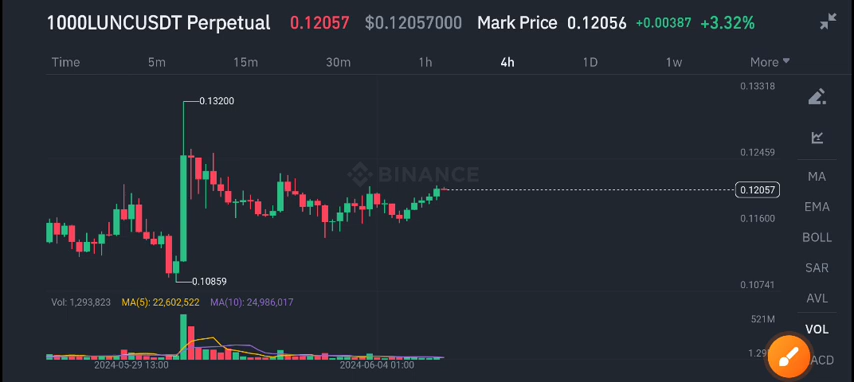 1000LUNCUSDT Perpetual 0.12057 $0.12057000 Mark Price 0.12056 +0.00387 +3.32%
Time 5m 15m 30m 1h 4h 1D 1w More
0.13318
0.13200
0.12459
BINANCE
0.12057
0.11600
0.10859
0.10741
MA
EMA
BOLL
SAR
AVL
VOL
Vol: 1,293,823 MA(5): 22,602,522 MA(10): 24,986,017
521M
2024-05-29 13:00 2024-06-04 01:00